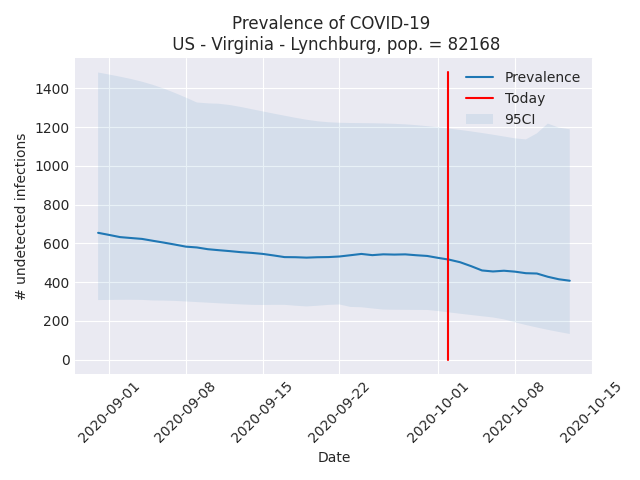 Prevalence of COVID-19
US - Virginia - Lynchburg, pop. = 82168
Prevalence
Today
95CI
# undetected infections
1400
1200
1000
800
600
400
200
0
2020-09-01
2020-09-08
2020-09-15
2020-09-22
2020-10-01
2020-10-08
2020-10-15
Date